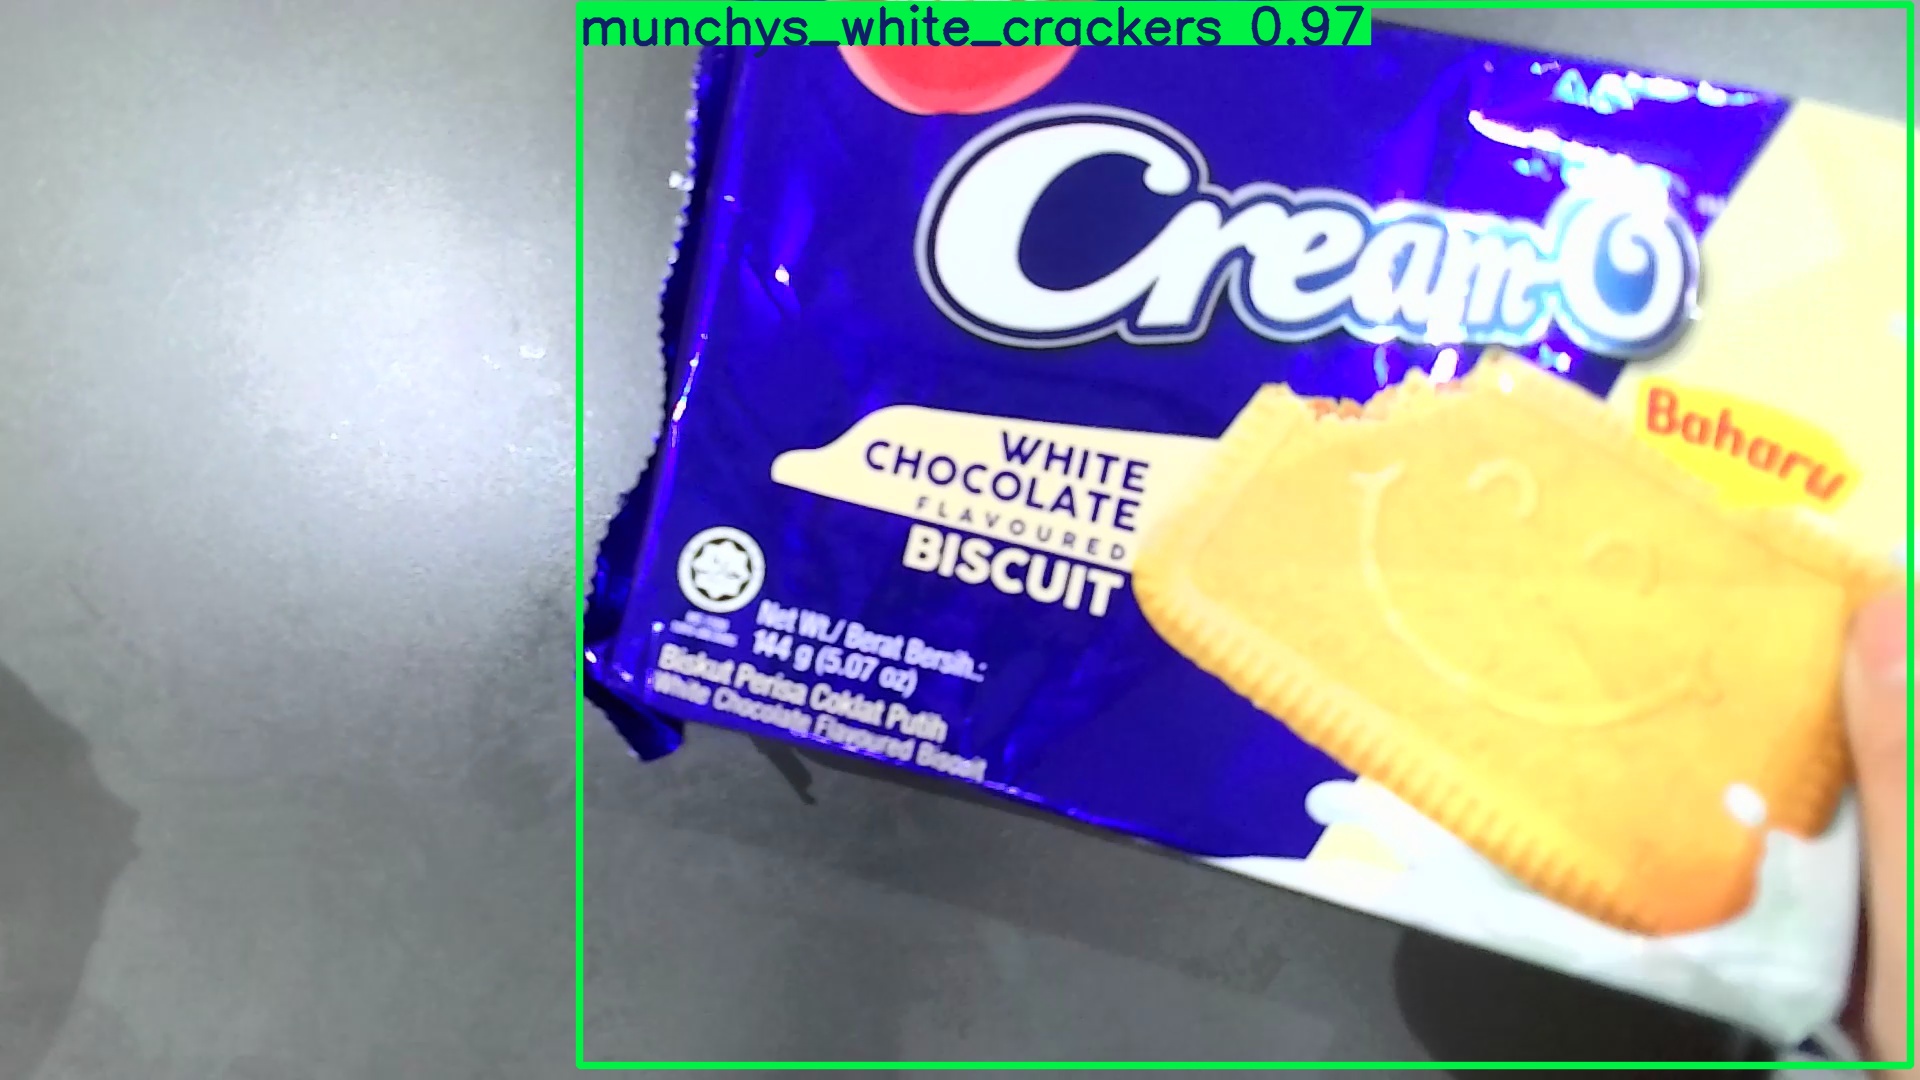 munchys_white_crackers 0.97
Cream-O
Baharu
WHITE
CHOCOLATE
FLAVOURED
BISCUIT
Net Wt./ Berat Bersih.:
144 g (5.07 oz)
Biskut Perisa Coklat Putih
White Chocolate Flavoured Biscuit